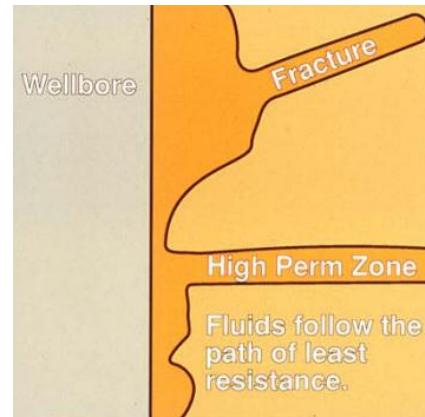 Wellbore
Fracture
High Perm Zone
Fluids follow the
path of least
resistance.